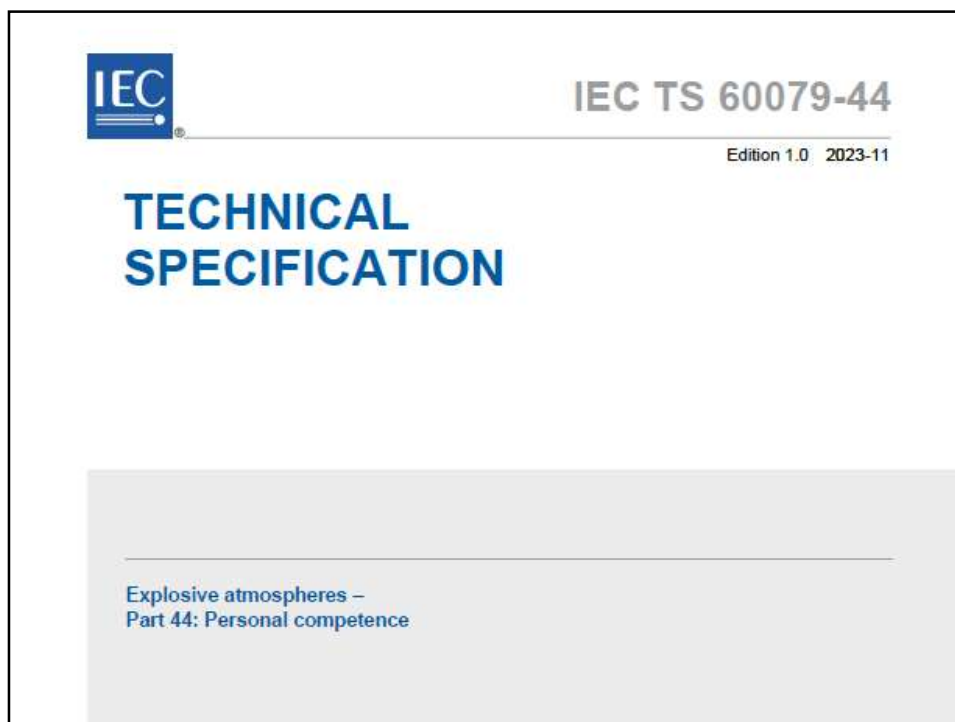 IEC
®
IEC TS 60079-44
Edition 1.0 2023-11
TECHNICAL
SPECIFICATION
Explosive atmospheres –
Part 44: Personal competence